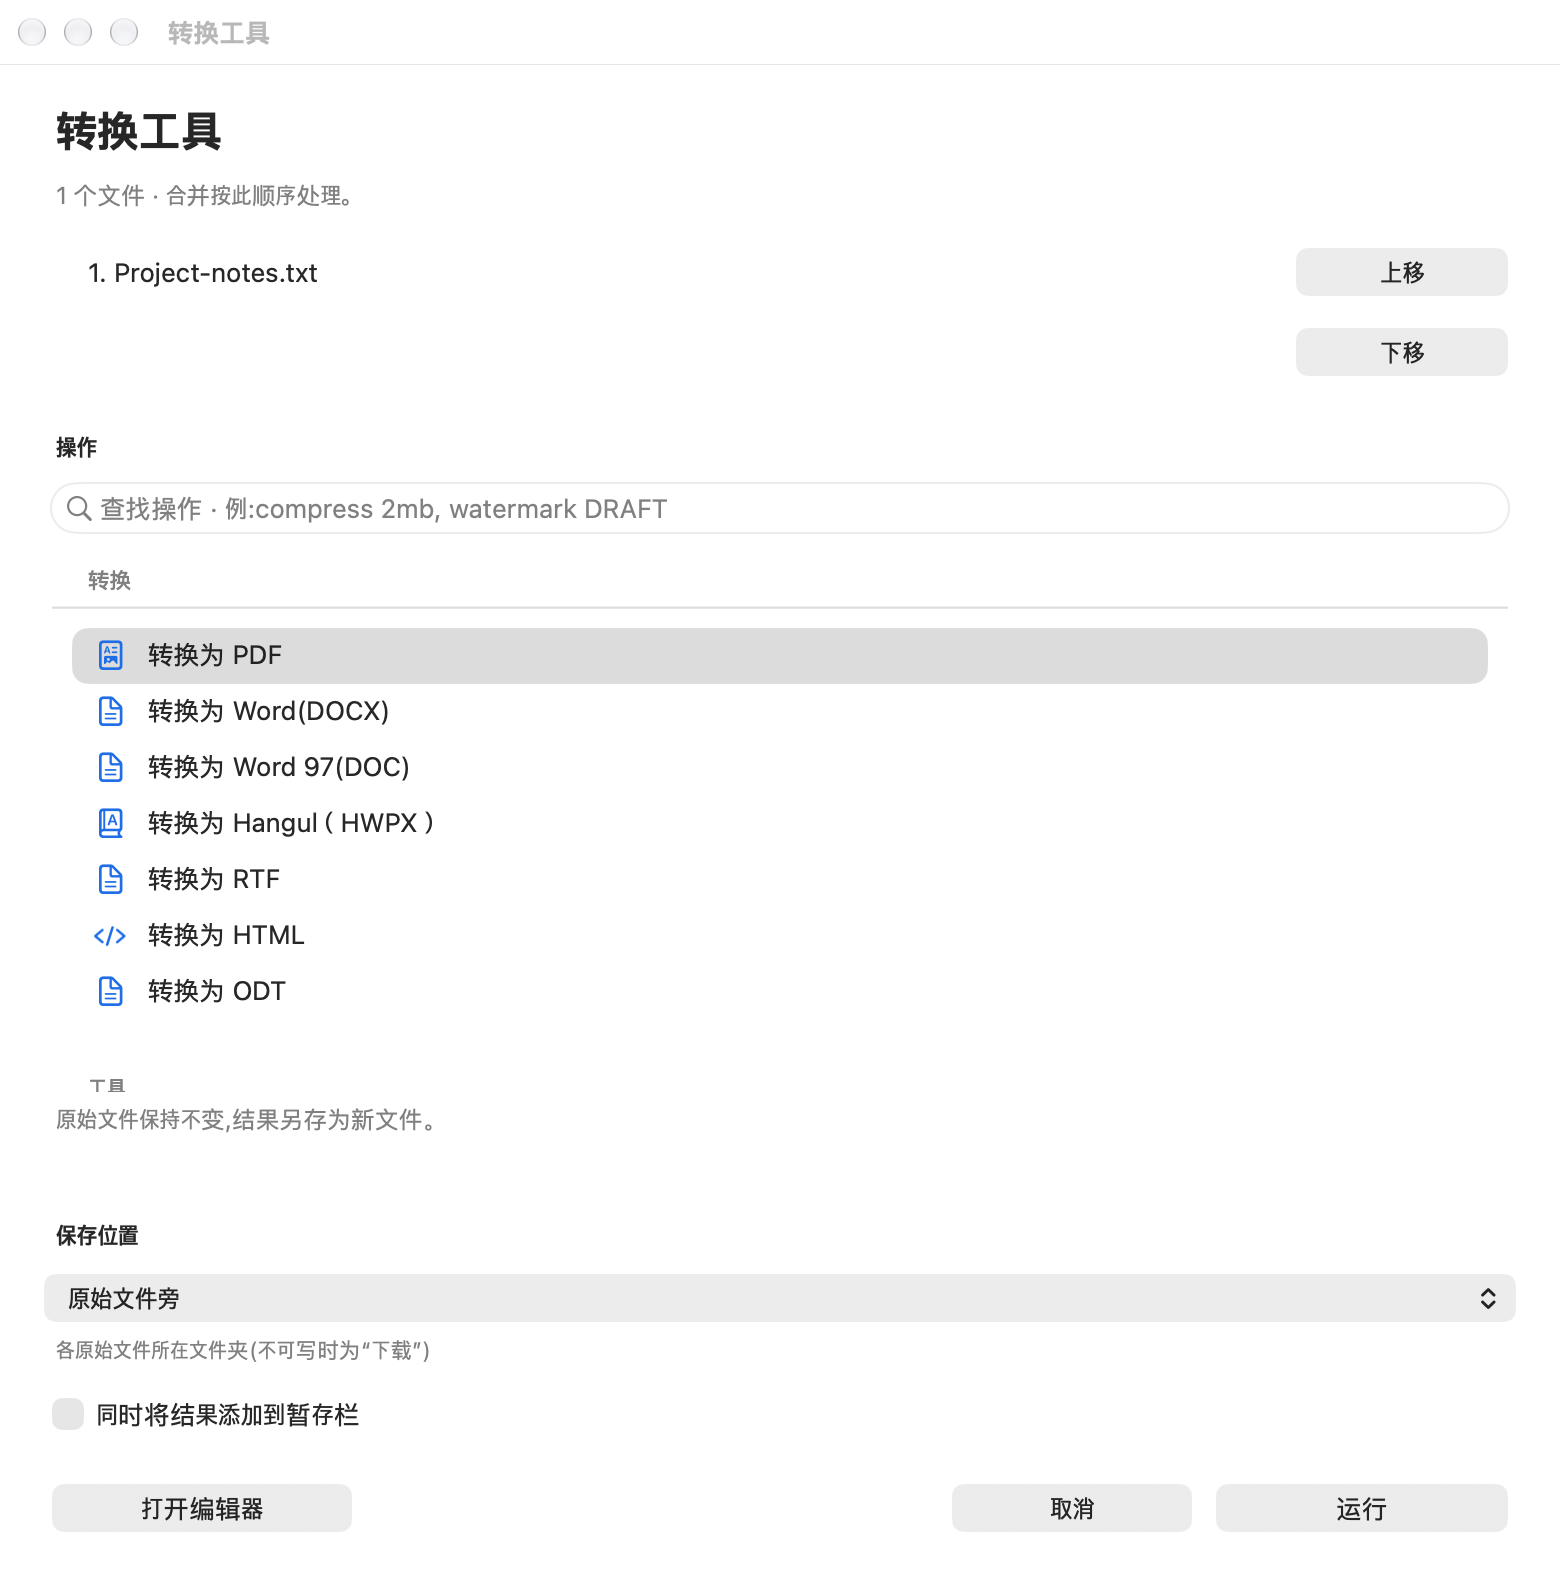 转换工具
转换工具
1 个文件 · 合并按此顺序处理。
1. Project-notes.txt
上移
下移
操作
查找操作 · 例:compress 2mb, watermark DRAFT
转换
转换为 PDF
转换为 Word(DOCX)
转换为 Word 97(DOC)
转换为 Hangul ( HWPX )
转换为 RTF
转换为 HTML
转换为 ODT
工具
原始文件保持不变,结果另存为新文件。
保存位置
原始文件旁
各原始文件所在文件夹(不可写时为“下载”)
同时将结果添加到暂存栏
打开编辑器
取消
运行